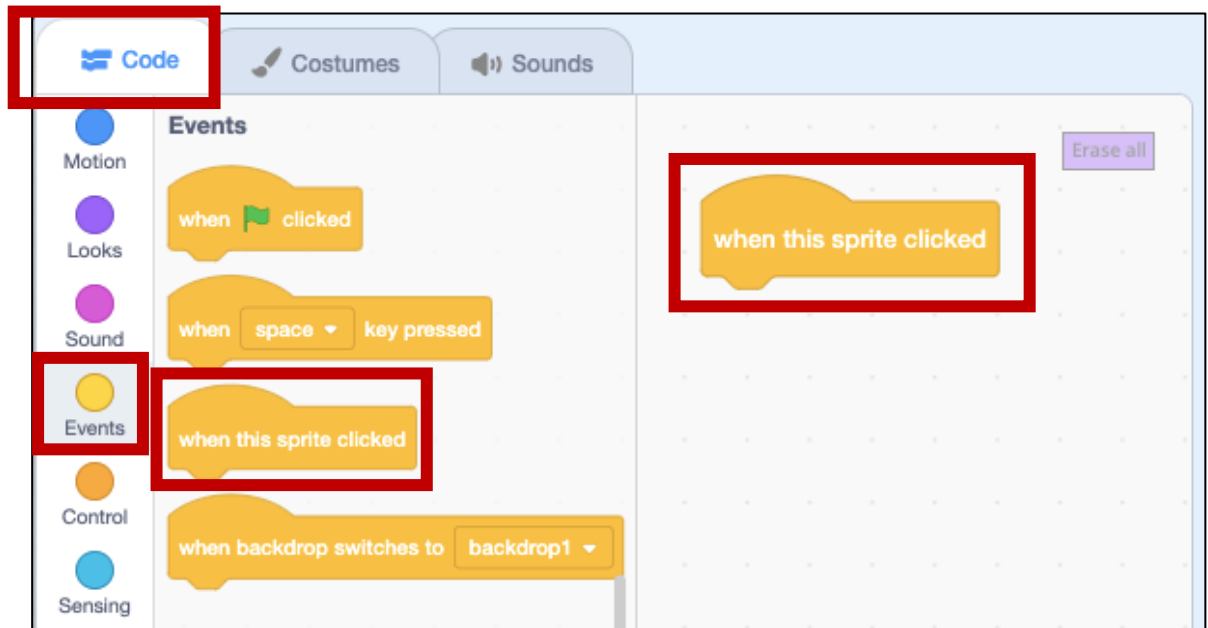 Code Costumes Sounds
Motion
Looks
Sound
Events
Control
Sensing
Events
when clicked
when space key pressed
when this sprite clicked
when backdrop switches to backdrop1
Erase all
when this sprite clicked